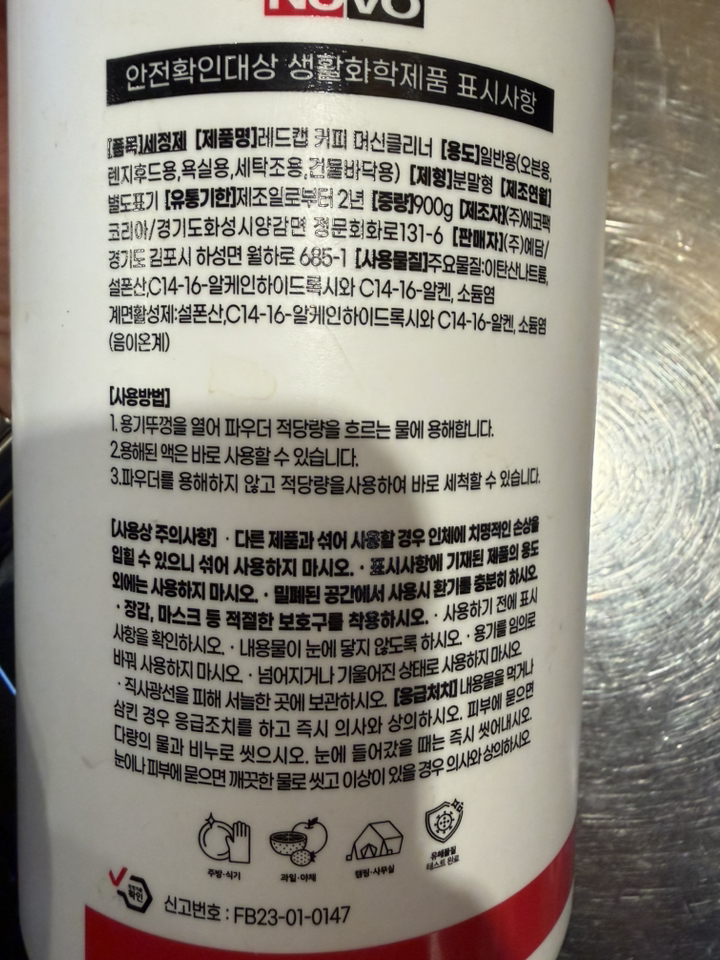 NUVO
안전확인대상 생활화학제품 표시사항
[품목]세정제 [제품명]레드캡 커피 머신클리너 [용도]일반용(오븐용,
렌지후드용,욕실용,세탁조용,건물바닥용) [제형]분말형 [제조연월]
별도표기 [유통기한]제조일로부터 2년 [중량]900g [제조자](주)에코팩
코리아/경기도화성시양감면 정문회화로131-6 [판매자](주)예담/
경기도 김포시 하성면 월하로 685-1 [사용물질]주요물질:이탄산나트륨,
설폰산,C14-16-알케인하이드록시와 C14-16-알켄, 소듐염
계면활성제:설폰산,C14-16-알케인하이드록시와 C14-16-알켄, 소듐염
(음이온계)
[사용방법]
1. 용기뚜껑을 열어 파우더 적당량을 흐르는 물에 용해합니다.
2.용해된 액은 바로 사용할 수 있습니다.
3.파우더를 용해하지 않고 적당량을사용하여 바로 세척할 수 있습니다.
[사용상 주의사항] · 다른 제품과 섞어 사용할 경우 인체에 치명적인 손상을
입힐 수 있으니 섞어 사용하지 마시오. · 표시사항에 기재된 제품의 용도
외에는 사용하지 마시오. · 밀폐된 공간에서 사용시 환기를 충분히 하시오
· 장갑, 마스크 등 적절한 보호구를 착용하시오. · 사용하기 전에 표시
사항을 확인하시오. · 내용물이 눈에 닿지 않도록 하시오. · 용기를 임의로
바꿔 사용하지 마시오. · 넘어지거나 기울어진 상태로 사용하지 마시오
· 직사광선을 피해 서늘한 곳에 보관하시오. [응급처치] 내용물을 먹거나
삼킨 경우 응급조치를 하고 즉시 의사와 상의하시오. 피부에 묻으면
다량의 물과 비누로 씻으시오. 눈에 들어갔을 때는 즉시 씻어내시오.
눈이나 피부에 묻으면 깨끗한 물로 씻고 이상이 있을 경우 의사와 상의하시오.
주방·식기
과일·야채
캠핑·사무실
유해물질
테스트 완료
확인
신고번호 : FB23-01-0147